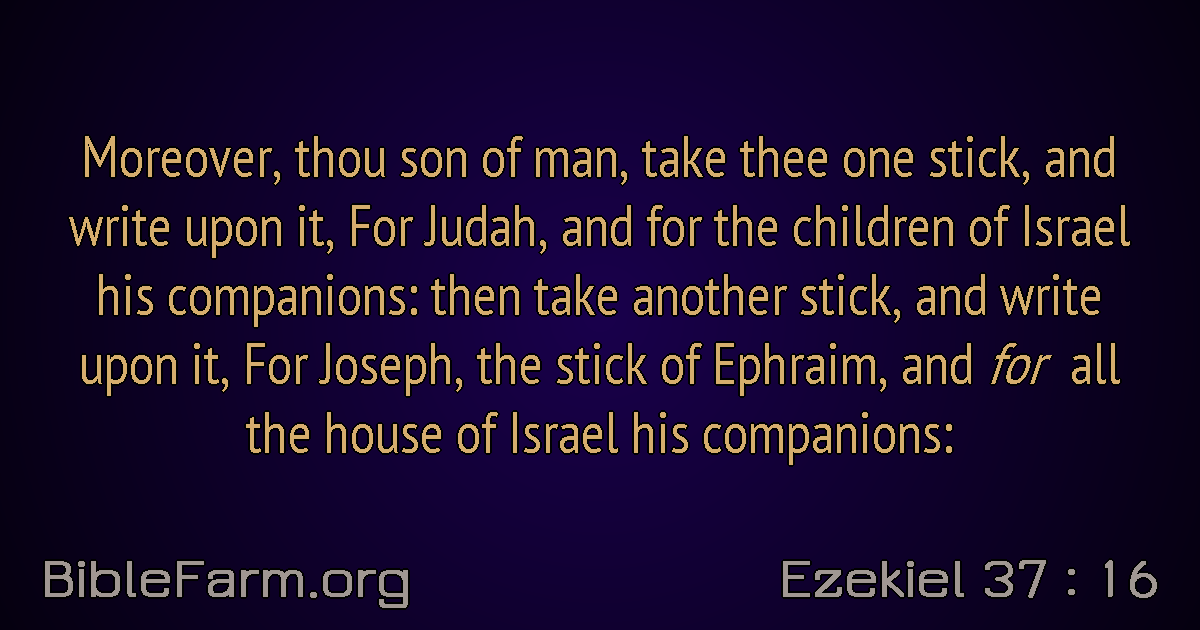 Moreover, thou son of man, take thee one stick, and
write upon it, For Judah, and for the children of Israel
his companions: then take another stick, and write
upon it, For Joseph, the stick of Ephraim, and for all
the house of Israel his companions:
BibleFarm.org
Ezekiel 37 : 16